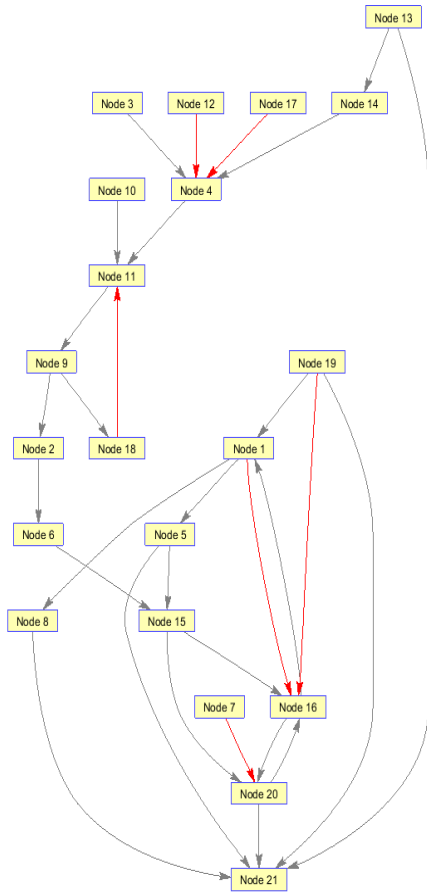 Node 13
Node 3
Node 12
Node 17
Node 14
Node 10
Node 4
Node 11
Node 9
Node 19
Node 2
Node 18
Node 1
Node 6
Node 5
Node 8
Node 15
Node 7
Node 16
Node 20
Node 21